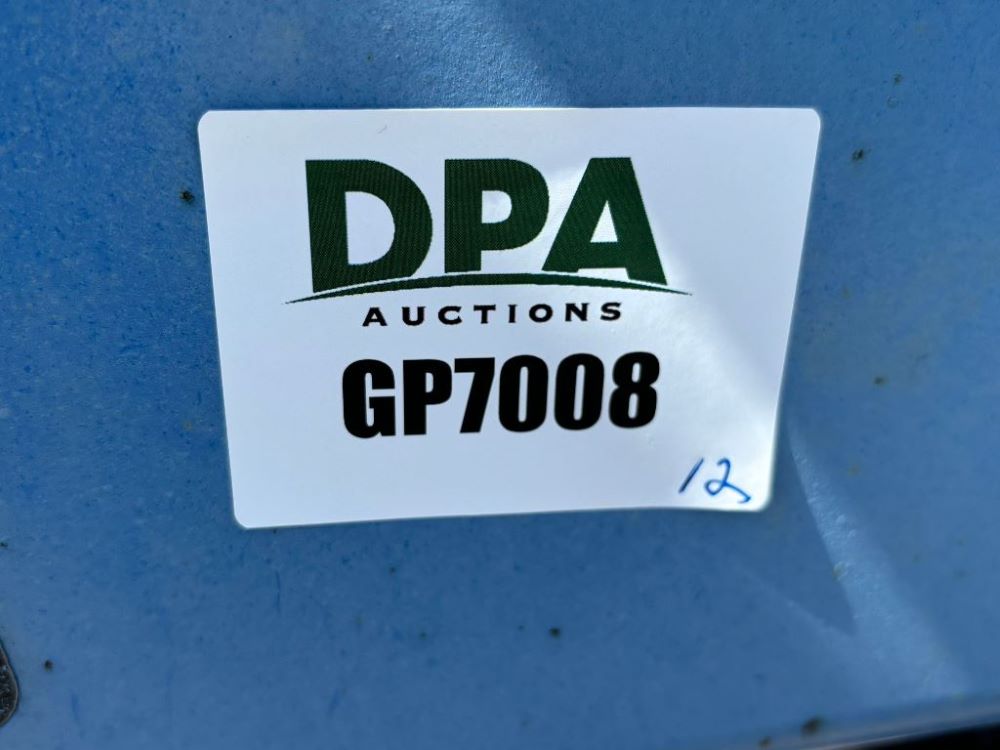 DPA
AUCTIONS
GP7008
12